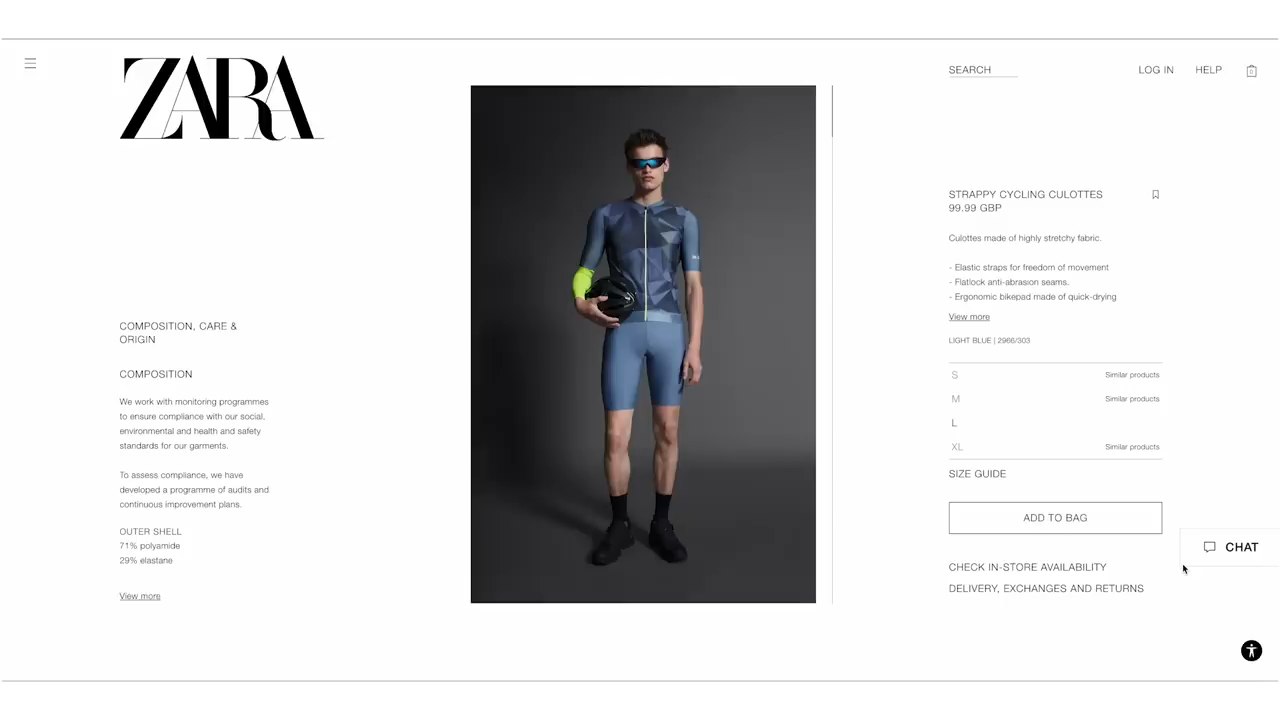 ZARA
SEARCH
LOG IN
HELP
0
STRAPPY CYCLING CULOTTES
99.99 GBP
Culottes made of highly stretchy fabric.
- Elastic straps for freedom of movement
- Flatlock anti-abrasion seams.
- Ergonomic bikepad made of quick-drying
View more
LIGHT BLUE | 2966/303
S Similar products
M Similar products
L
XL Similar products
SIZE GUIDE
ADD TO BAG
CHECK IN-STORE AVAILABILITY
DELIVERY, EXCHANGES AND RETURNS
CHAT
COMPOSITION, CARE &
ORIGIN
COMPOSITION
We work with monitoring programmes
to ensure compliance with our social,
environmental and health and safety
standards for our garments.
To assess compliance, we have
developed a programme of audits and
continuous improvement plans.
OUTER SHELL
71% polyamide
29% elastane
View more